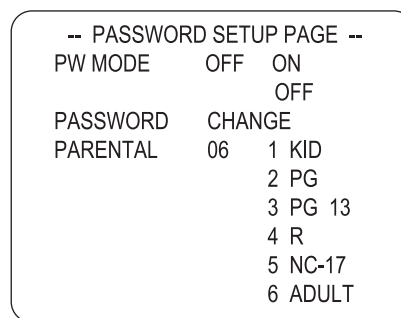 -- PASSWORD SETUP PAGE --
PW MODE OFF ON
OFF
PASSWORD CHANGE
PARENTAL 06 1 KID
2 PG
3 PG 13
4 R
5 NC-17
6 ADULT